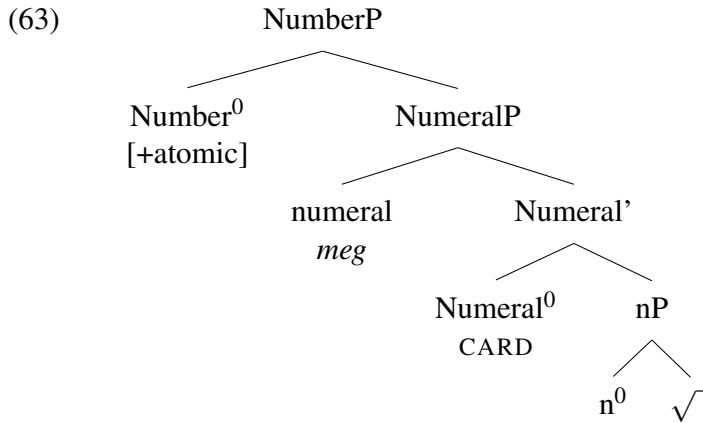 (63) NumberP
Number⁰ NumeralP
[+atomic]
numeral Numeral’
meg
Numeral⁰ nP
CARD
n⁰ √